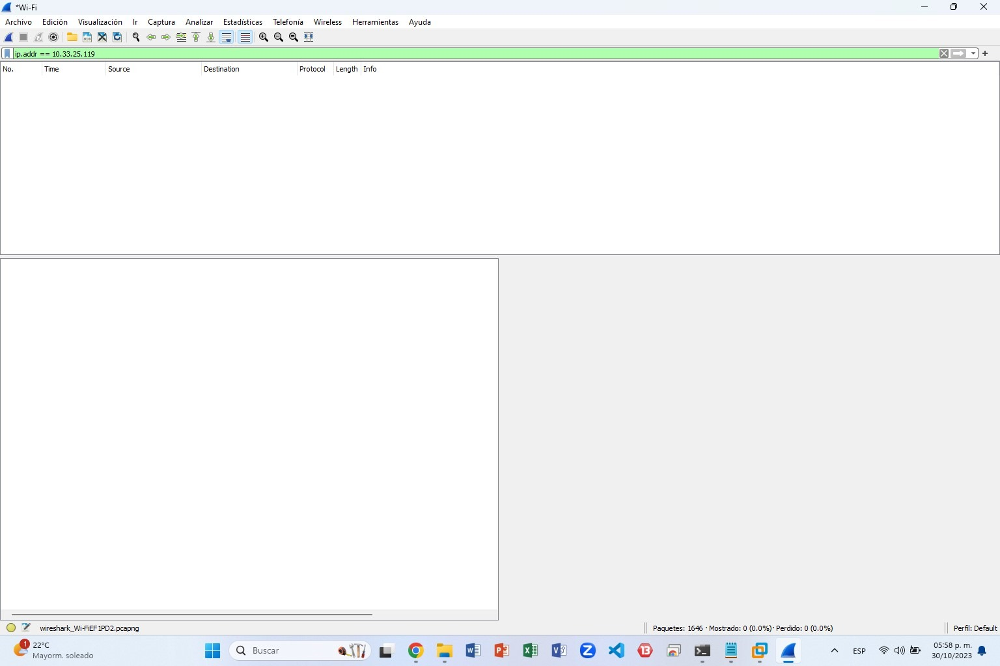 *Wi-Fi
Archivo Edición Visualización Ir Captura Analizar Estadísticas Telefonía Wireless Herramientas Ayuda
ip.addr == 10.33.25.119
No. Time Source Destination Protocol Length Info
wireshark_Wi-FiEF1PD2.pcapng Paquetes: 1646 · Mostrado: 0 (0.0%) · Perdido: 0 (0.0%) Perfil: Default
1
22°C
Mayorm. soleado
Buscar
13
ESP
05:58 p. m.
30/10/2023